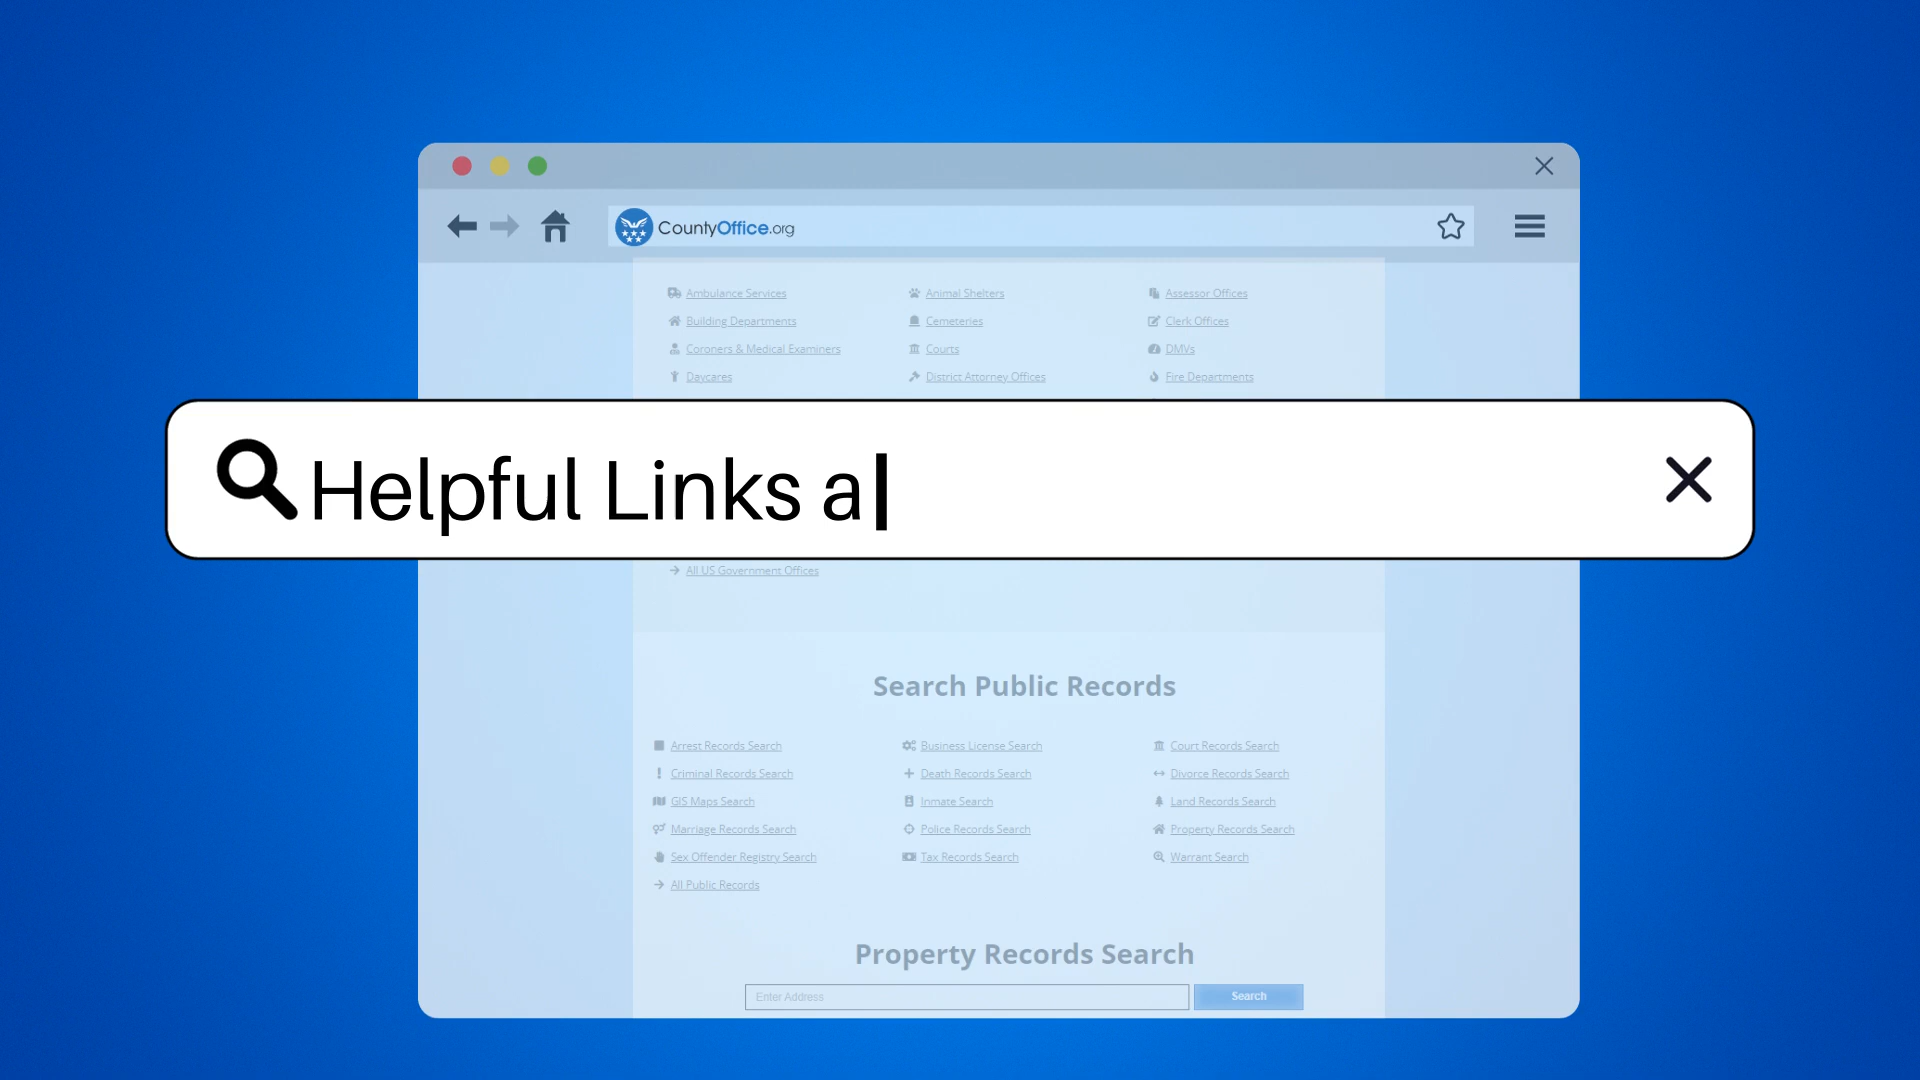 CountyOffice.org
Ambulance Services Animal Shelters Assessor Offices
Building Departments Cemeteries Clerk Offices
Coroners & Medical Examiners Courts DMVs
Daycares District Attorney Offices Fire Departments
Helpful Links a
All US Government Offices
Search Public Records
Arrest Records Search Business License Search Court Records Search
Criminal Records Search Death Records Search Divorce Records Search
GIS Maps Search Inmate Search Land Records Search
Marriage Records Search Police Records Search Property Records Search
Sex Offender Registry Search Tax Records Search Warrant Search
All Public Records
Property Records Search
Enter Address Search